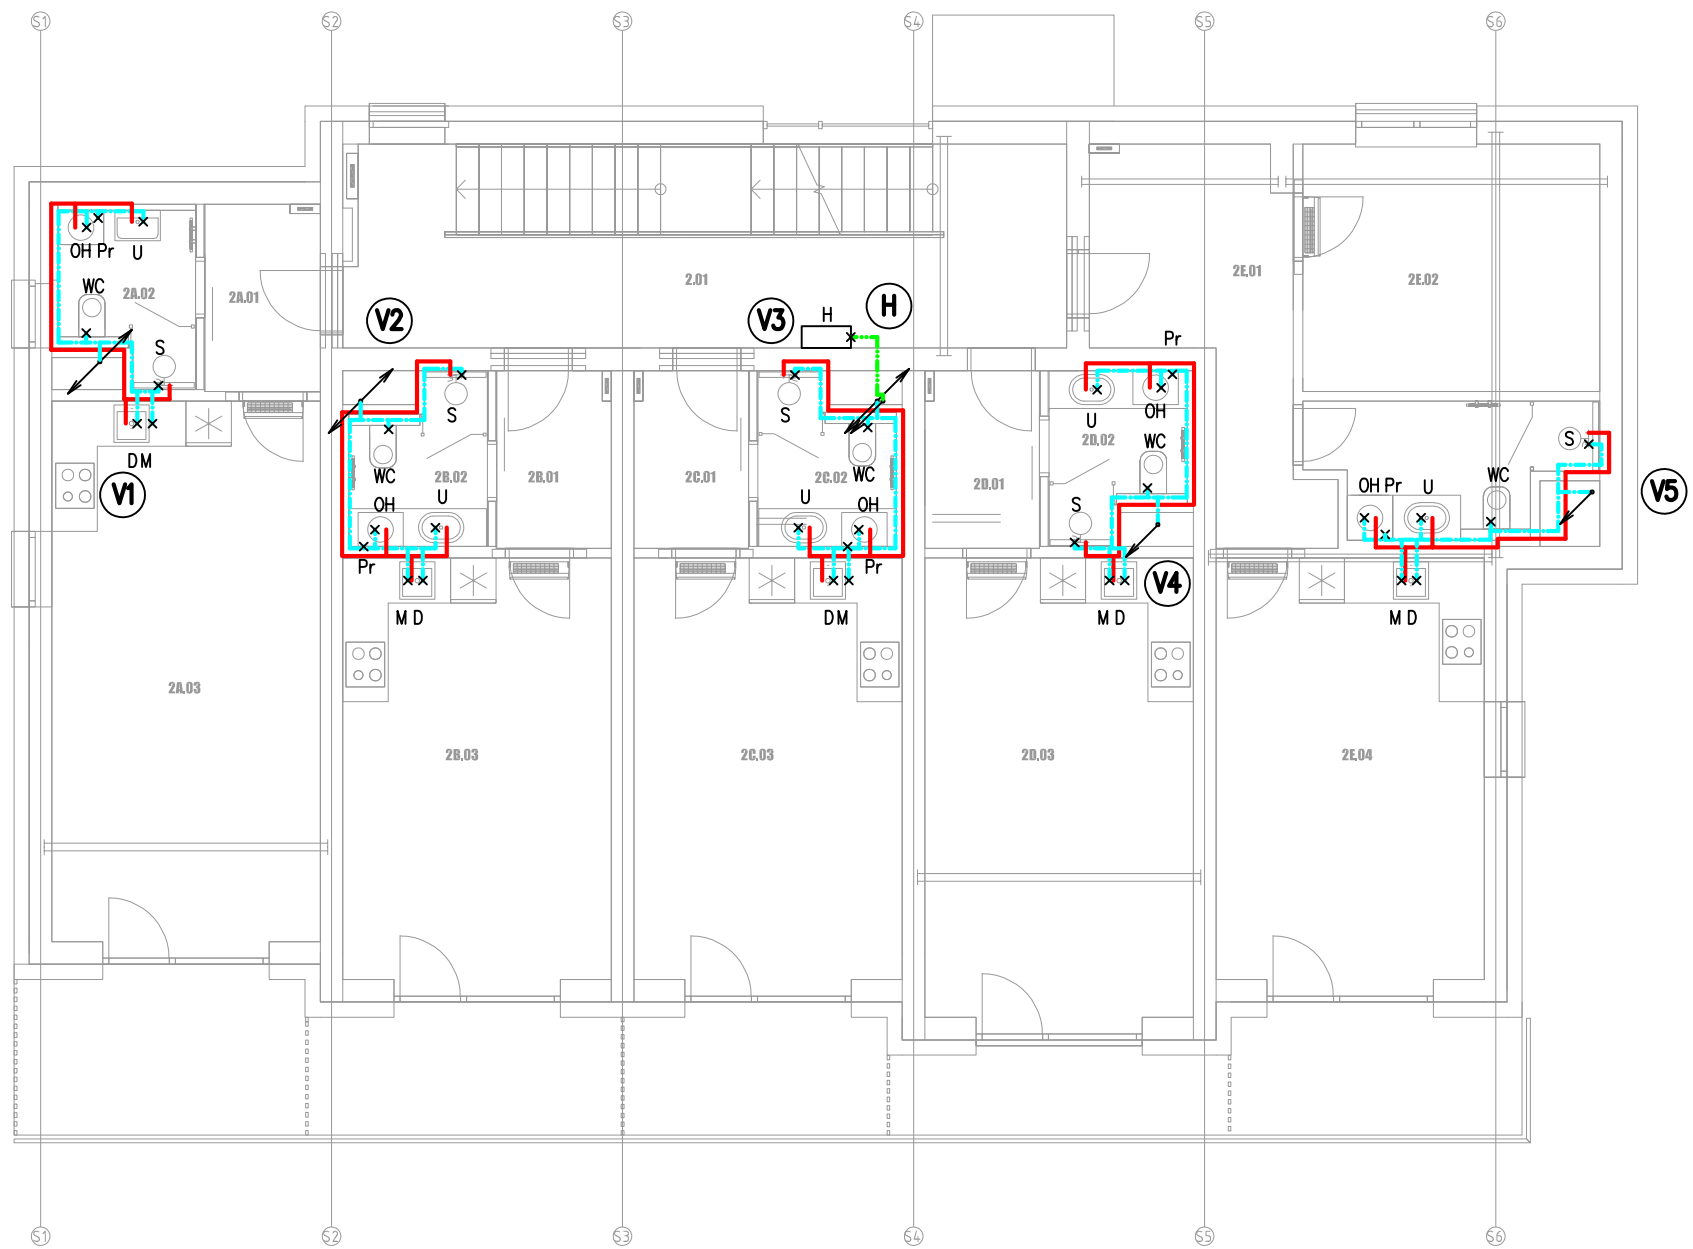 S1 S2 S3 S4 S5 S6
OH Pr U
WC
2A.02
2A.01
S
DM
V1
2A.03
V2
2.01
V3
H
H
Pr
2E.01
2E.02
S
WC
OH
U
2B.02
2B.01
Pr
M D
2B.03
S
2C.01
2C.02
WC
U
OH
Pr
DM
2C.03
U
OH
2D.02
WC
2D.01
S
V4
M D
2D.03
S
WC
OH Pr U
V5
M D
2E.04
S1 S2 S3 S4 S5 S6